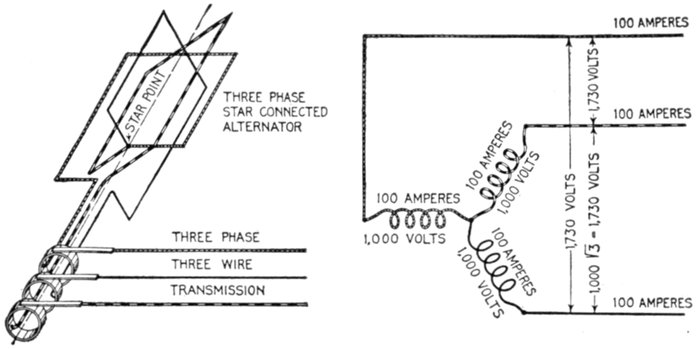 STAR POINT
THREE PHASE
STAR CONNECTED
ALTERNATOR
THREE PHASE
THREE WIRE
TRANSMISSION
100 AMPERES
1,730 VOLTS
100 AMPERES
100 AMPERES
1,000 VOLTS
100 AMPERES
1,000 VOLTS
100 AMPERES
1,000 VOLTS
1,730 VOLTS
1,000 √3 = 1,730 VOLTS
100 AMPERES